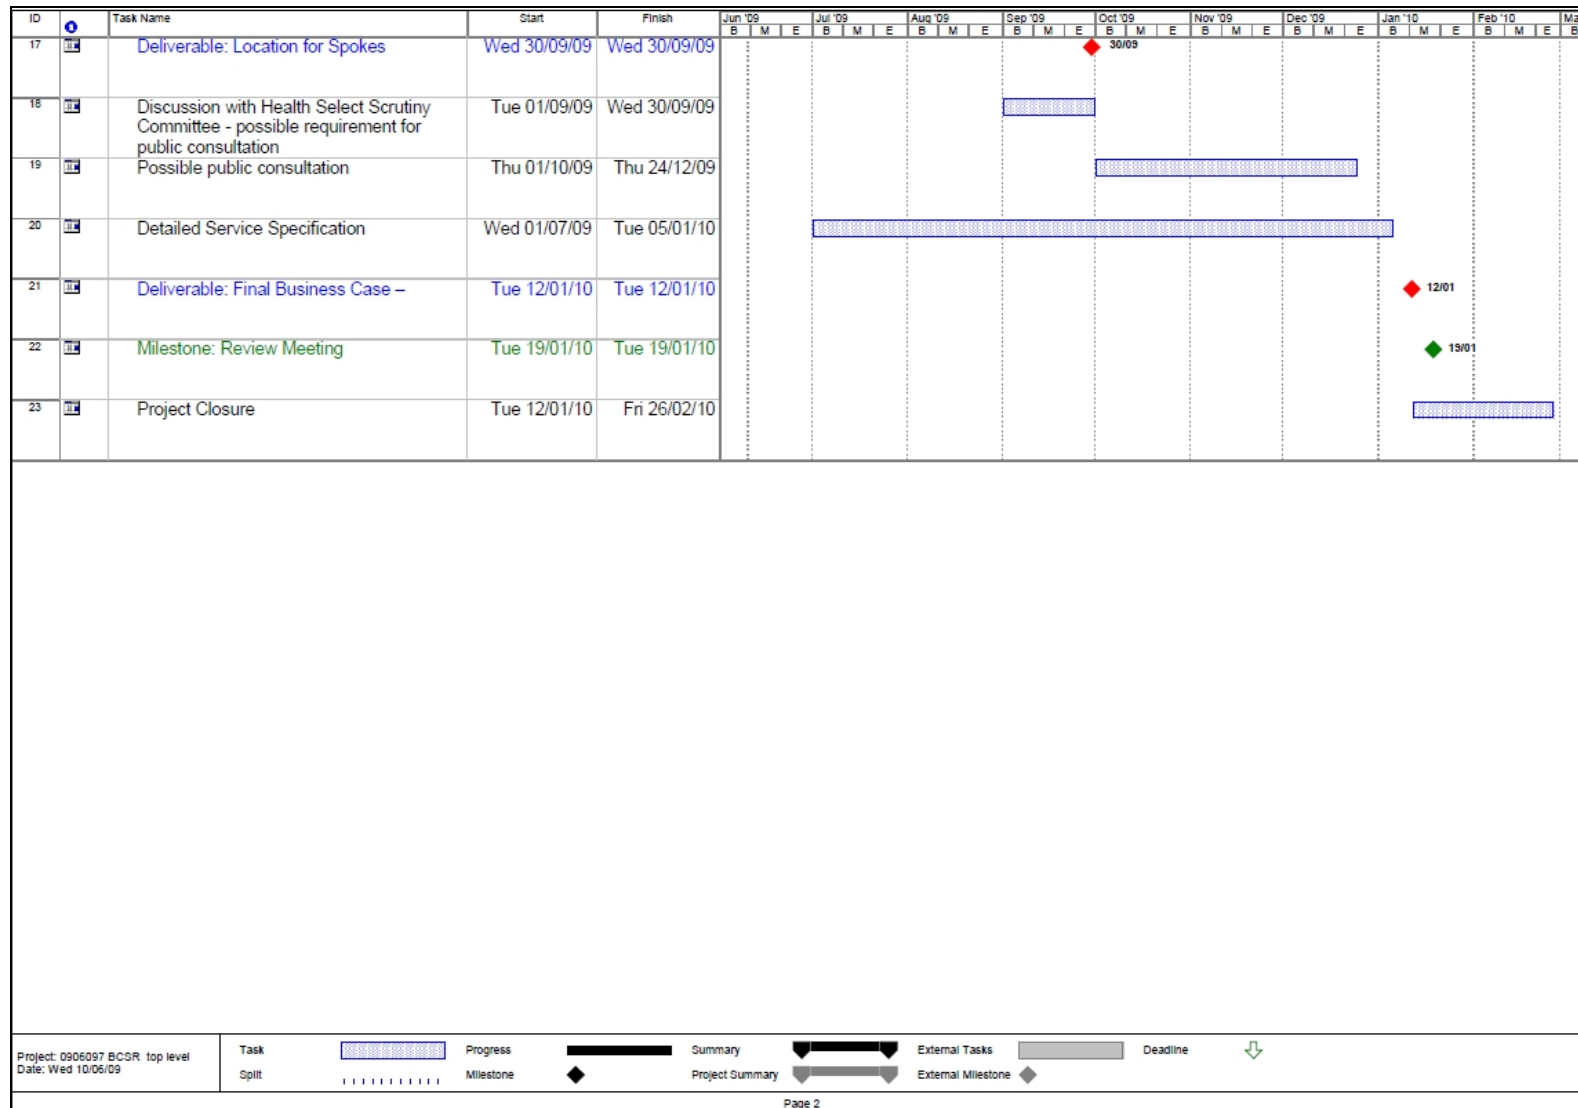 ID Task Name Start Finish Jun '09 Jul '09 Aug '09 Sep '09 Oct '09 Nov '09 Dec '09 Jan '10 Feb '10 Ma
B M E B M E B M E B M E B M E B M E B M E B M E B M E B
17 Deliverable: Location for Spokes Wed 30/09/09 Wed 30/09/09 30/09
18 Discussion with Health Select Scrutiny Tue 01/09/09 Wed 30/09/09
Committee - possible requirement for
public consultation
19 Possible public consultation Thu 01/10/09 Thu 24/12/09
20 Detailed Service Specification Wed 01/07/09 Tue 05/01/10
21 Deliverable: Final Business Case – Tue 12/01/10 Tue 12/01/10 12/01
22 Milestone: Review Meeting Tue 19/01/10 Tue 19/01/10 19/01
23 Project Closure Tue 12/01/10 Fri 26/02/10
Project: 0906097 BCSR top level
Date: Wed 10/06/09
Task Progress Summary External Tasks Deadline
Split Milestone Project Summary External Milestone
Page 2